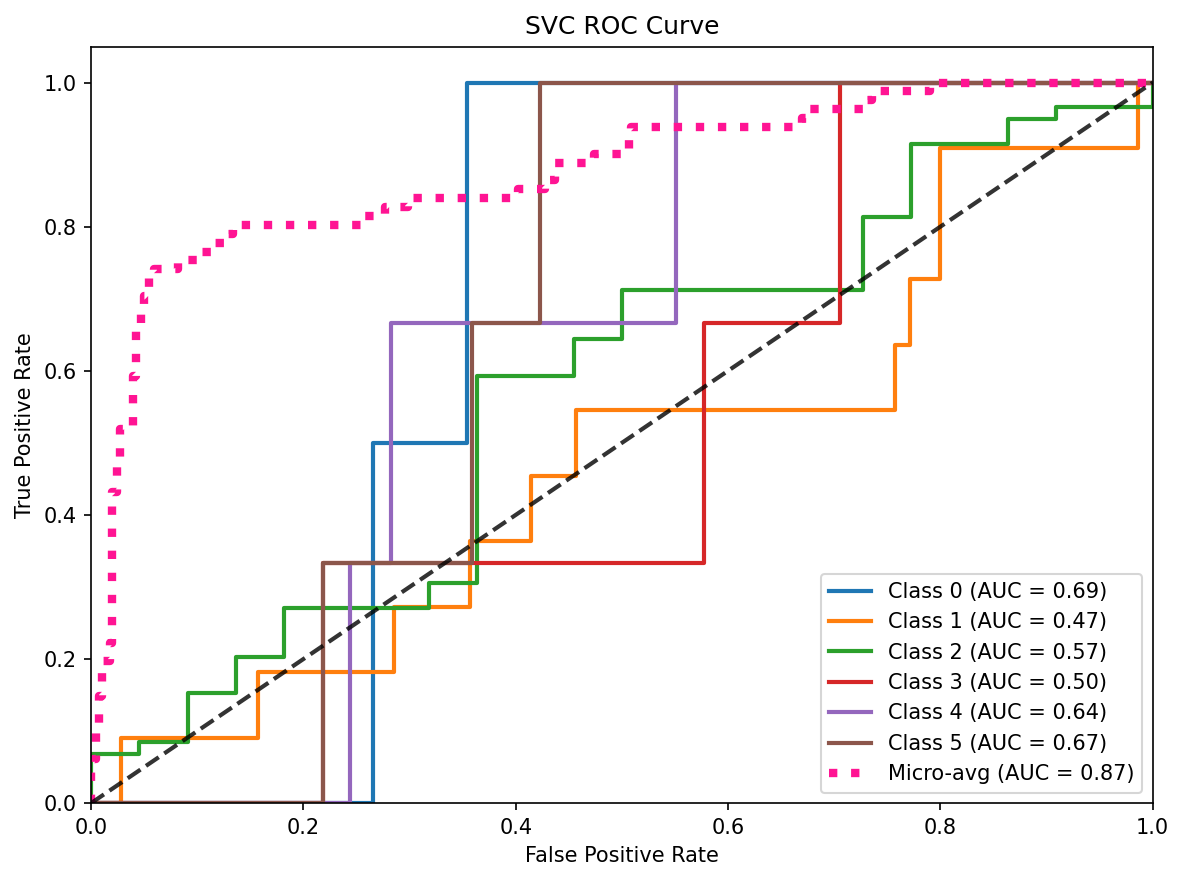 SVC ROC Curve
True Positive Rate
1.0
0.8
0.6
0.4
0.2
0.0
0.0 0.2 0.4 0.6 0.8 1.0
False Positive Rate
Class 0 (AUC = 0.69)
Class 1 (AUC = 0.47)
Class 2 (AUC = 0.57)
Class 3 (AUC = 0.50)
Class 4 (AUC = 0.64)
Class 5 (AUC = 0.67)
Micro-avg (AUC = 0.87)